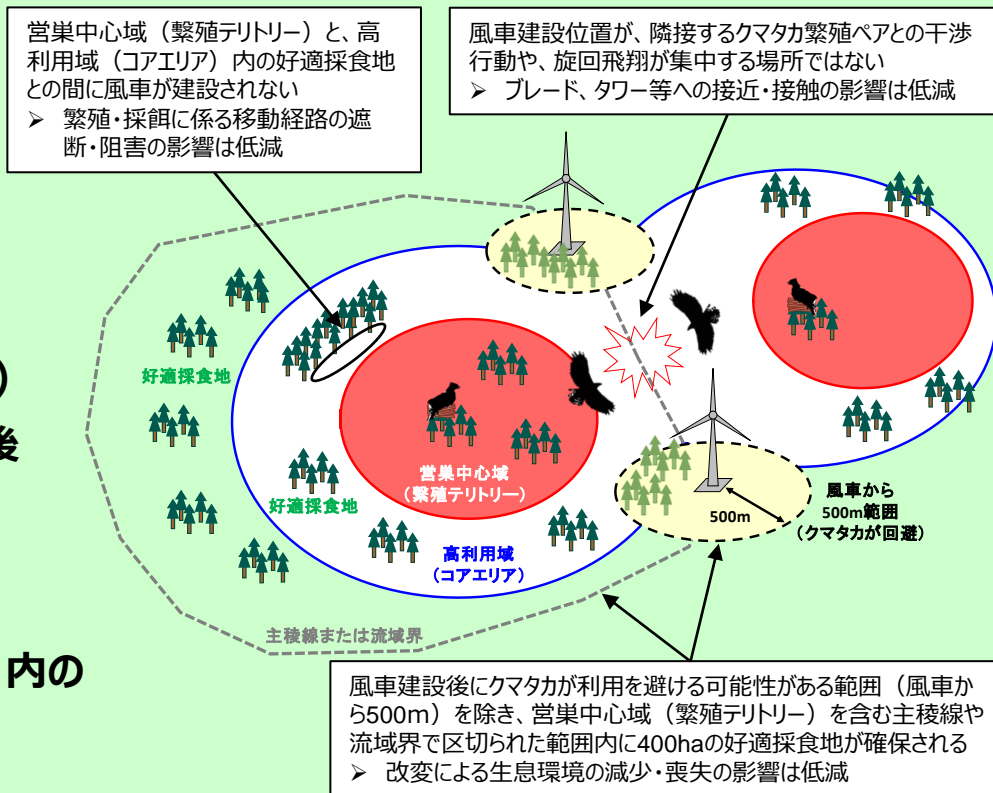 営巣中心域（繁殖テリトリー）と、高
利用域（コアエリア）内の好適採食地
との間に風車が建設されない
➢ 繁殖・採餌に係る移動経路の遮
断・阻害の影響は低減
風車建設位置が、隣接するクマタカ繁殖ペアとの干渉
行動や、旋回飛翔が集中する場所ではない
➢ ブレード、タワー等への接近・接触の影響は低減
）
後
内の
好適採食地
好適採食地
営巣中心域
（繁殖テリトリー）
高利用域
（コアエリア）
主稜線または流域界
500m
風車から
500m範囲
（クマタカが回避）
風車建設後にクマタカが利用を避ける可能性がある範囲（風車か
ら500m）を除き、営巣中心域（繁殖テリトリー）を含む主稜線や
流域界で区切られた範囲内に400haの好適採食地が確保される
➢ 改変による生息環境の減少・喪失の影響は低減